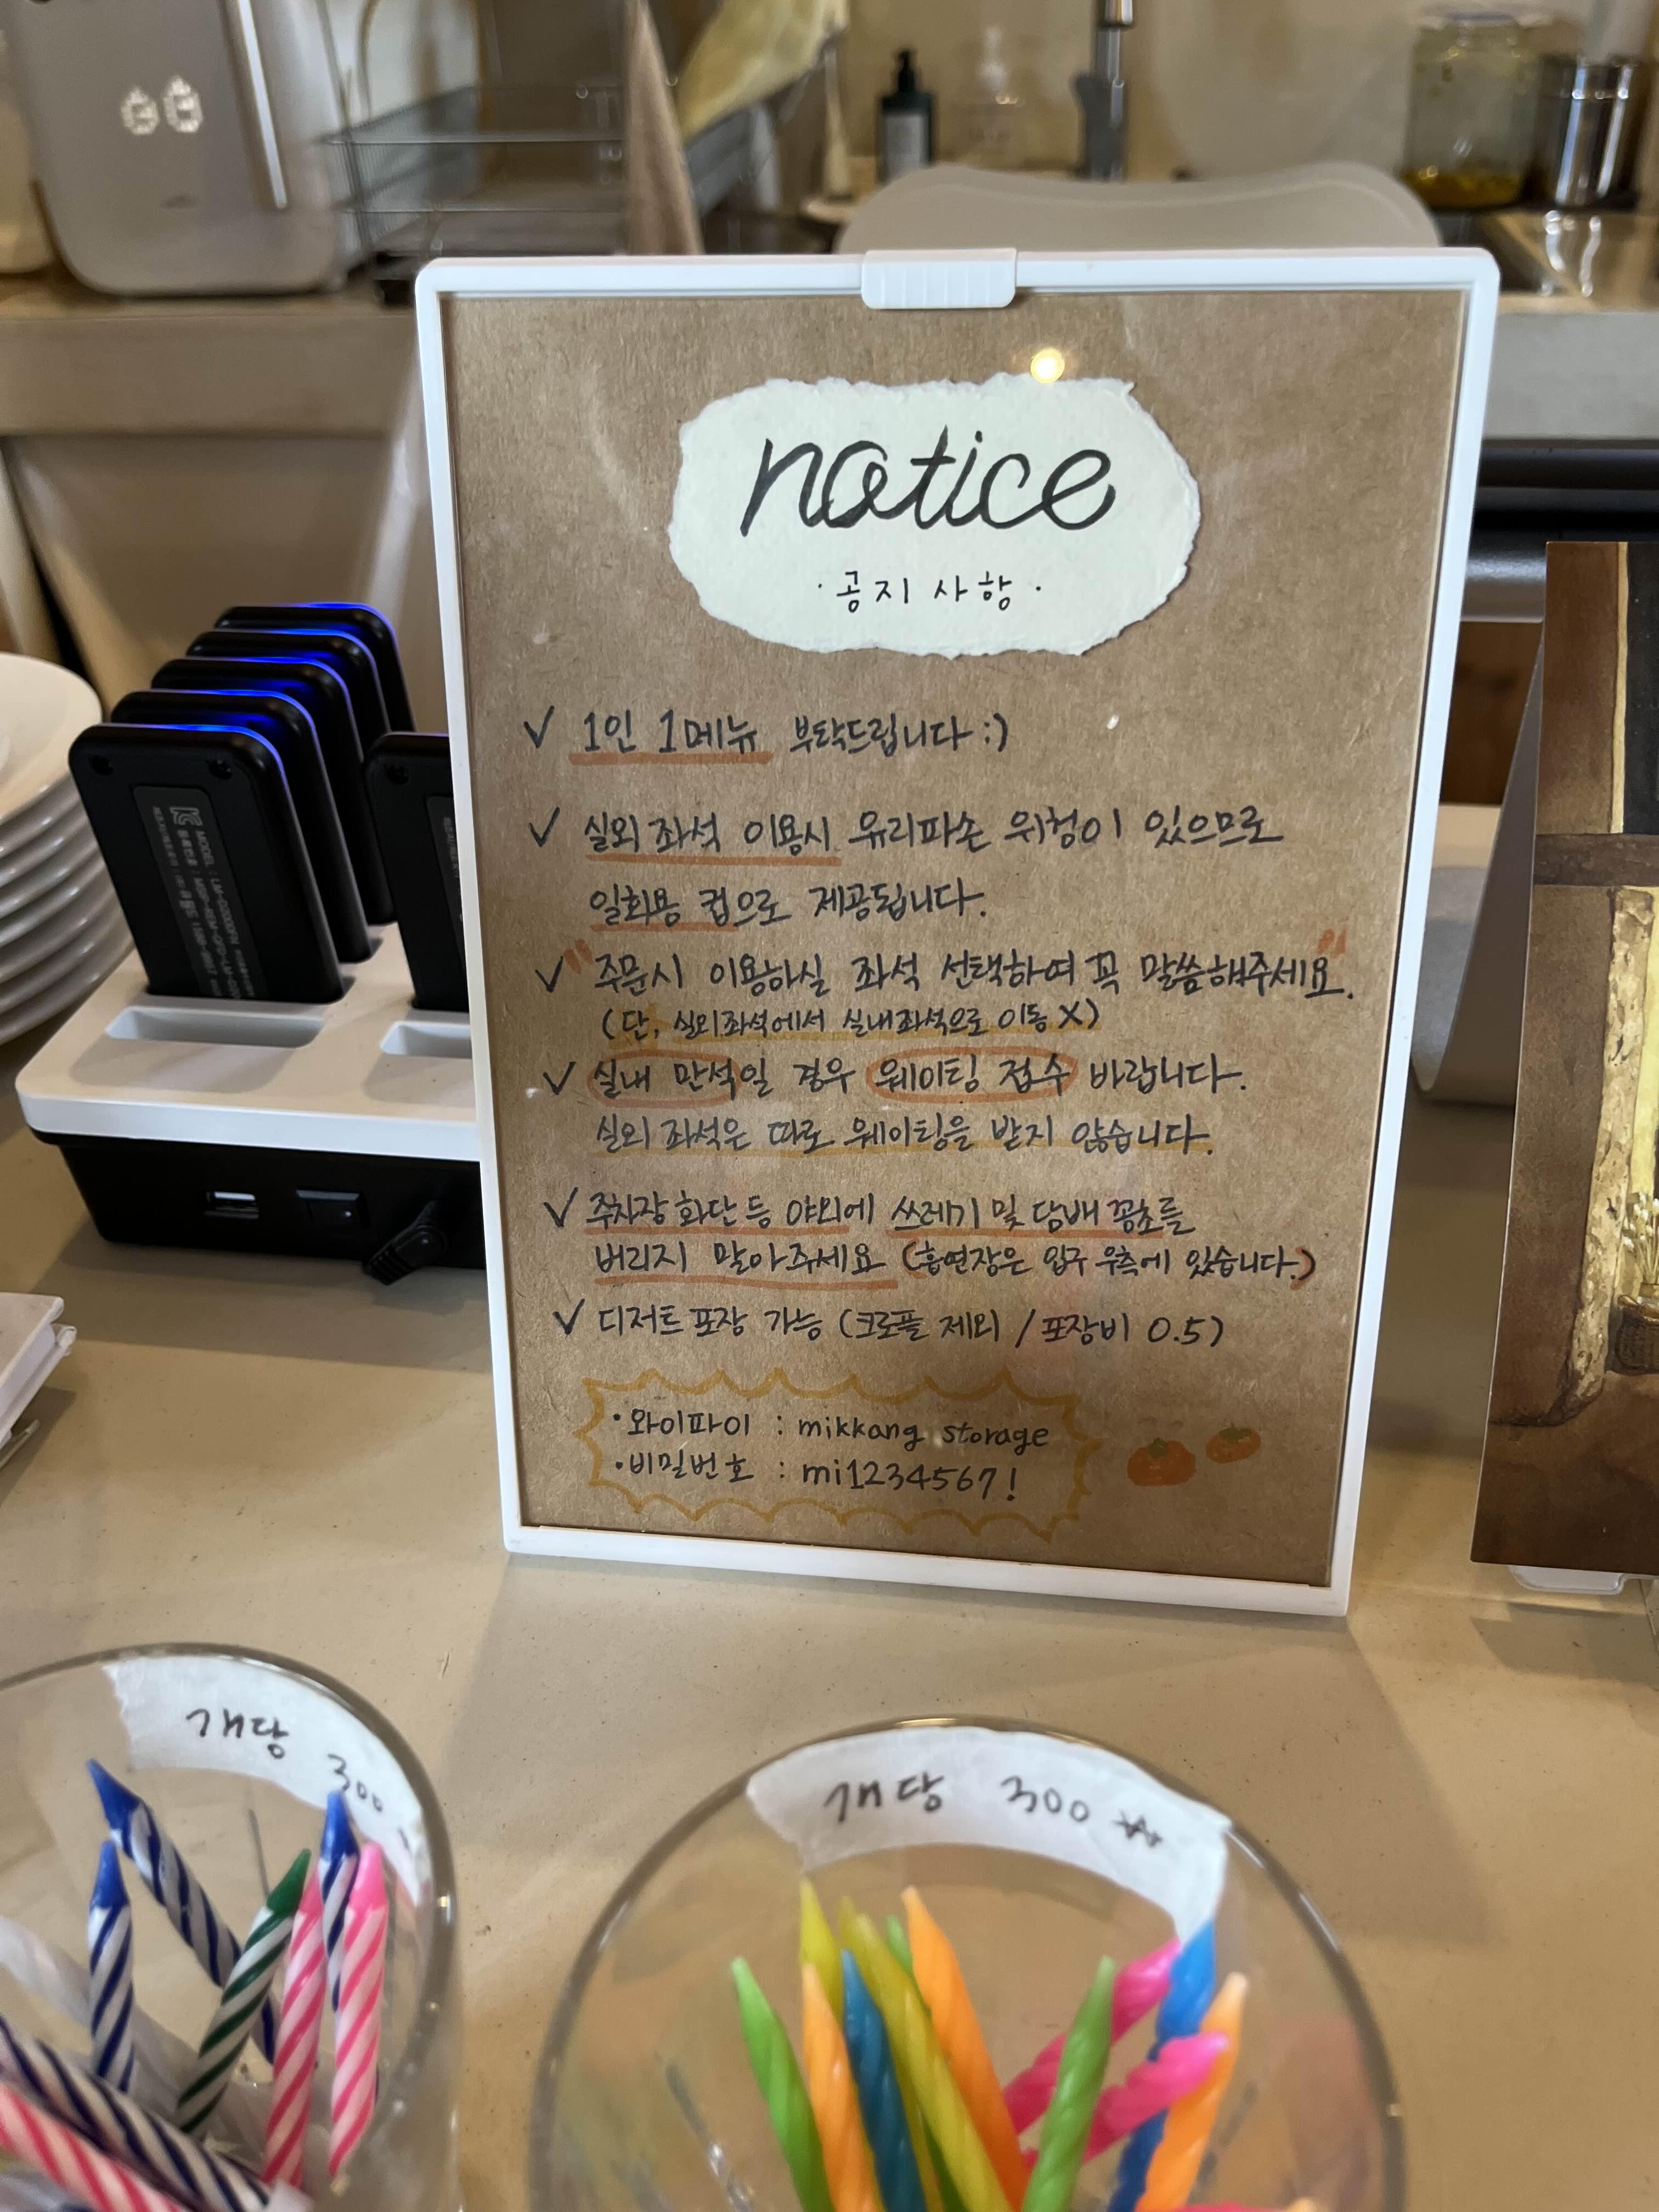 notice
· 공지 사항 ·
✓ 1인 1메뉴 부탁드립니다 :)
✓ 실외 좌석 이용시 유리파손 위험이 있으므로
일회용 컵으로 제공됩니다.
✓ "주문시 이용하실 좌석 선택하여 꼭 말씀해주세요."
(단, 실외좌석에서 실내좌석으로 이동 X)
✓ 실내 만석일 경우 웨이팅 접수 바랍니다.
실외 좌석은 따로 웨이팅을 받지 않습니다.
✓ 주차장 화단 등 야외에 쓰레기 및 담배 꽁초를
버리지 말아주세요 (흡연장은 입구 우측에 있습니다.)
✓ 디저트 포장 가능 (크로플 제외 / 포장비 0.5)
· 와이파이 : mikkang storage
· 비밀번호 : mi1234567!
개당 300
개당 300 ₩